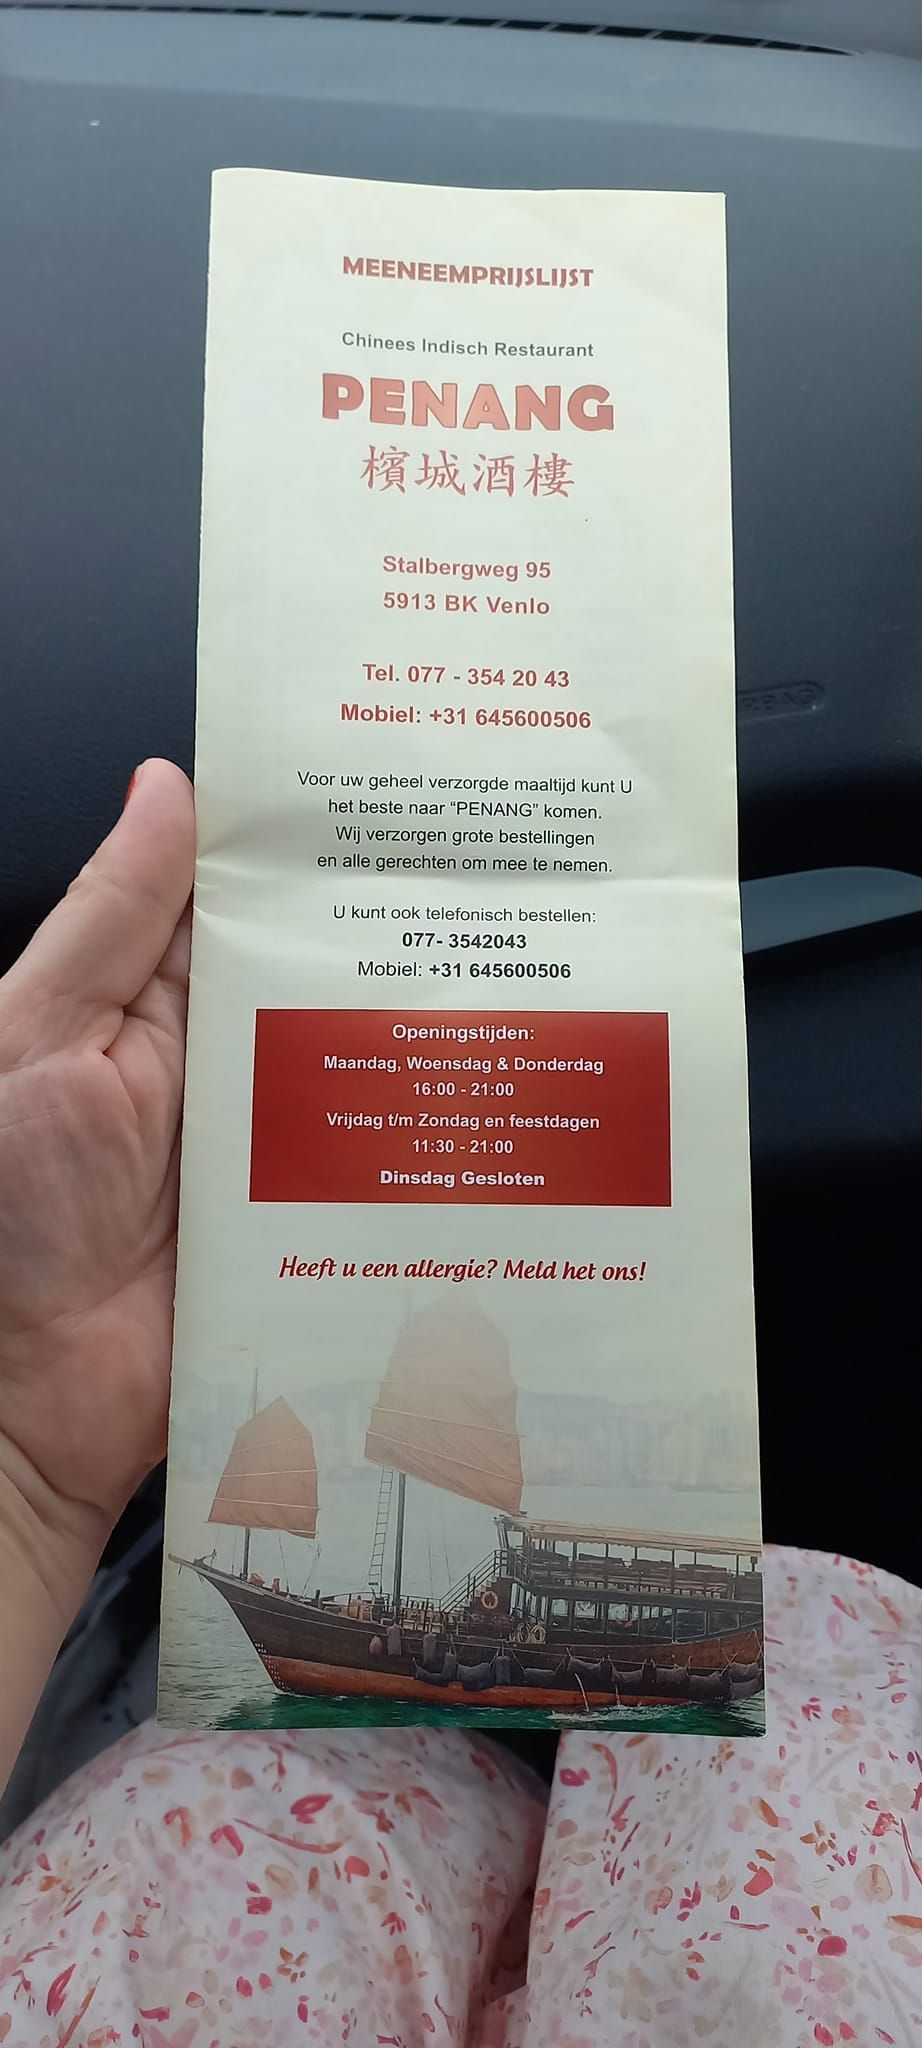 MEENEEMPRIJSLIJST
Chinees Indisch Restaurant
PENANG
檳城酒樓
Stalbergweg 95
5913 BK Venlo
Tel. 077 - 354 20 43
Mobiel: +31 645600506
Voor uw geheel verzorgde maaltijd kunt U
het beste naar “PENANG” komen.
Wij verzorgen grote bestellingen
en alle gerechten om mee te nemen.
U kunt ook telefonisch bestellen:
077- 3542043
Mobiel: +31 645600506
Openingstijden:
Maandag, Woensdag & Donderdag
16:00 - 21:00
Vrijdag t/m Zondag en feestdagen
11:30 - 21:00
Dinsdag Gesloten
Heeft u een allergie? Meld het ons!